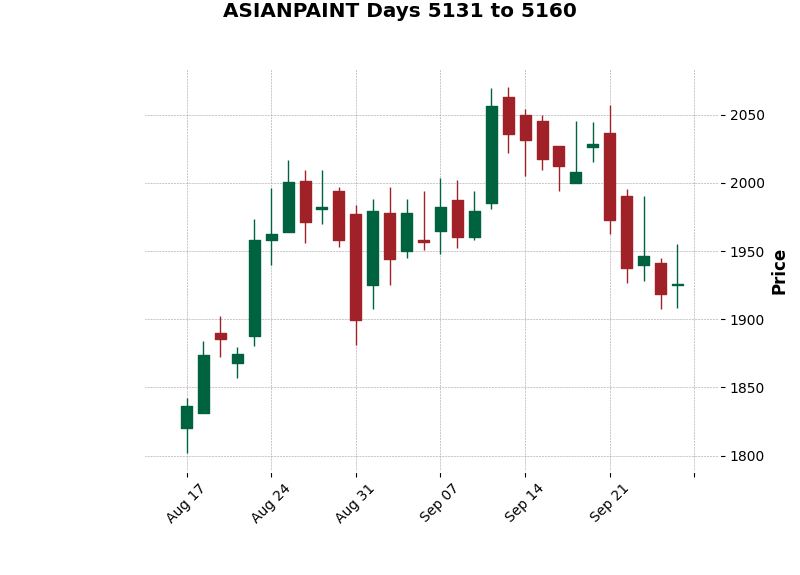 ASIANPAINT Days 5131 to 5160
2050
2000
1950
1900
1850
1800
Price
Aug 17
Aug 24
Aug 31
Sep 07
Sep 14
Sep 21